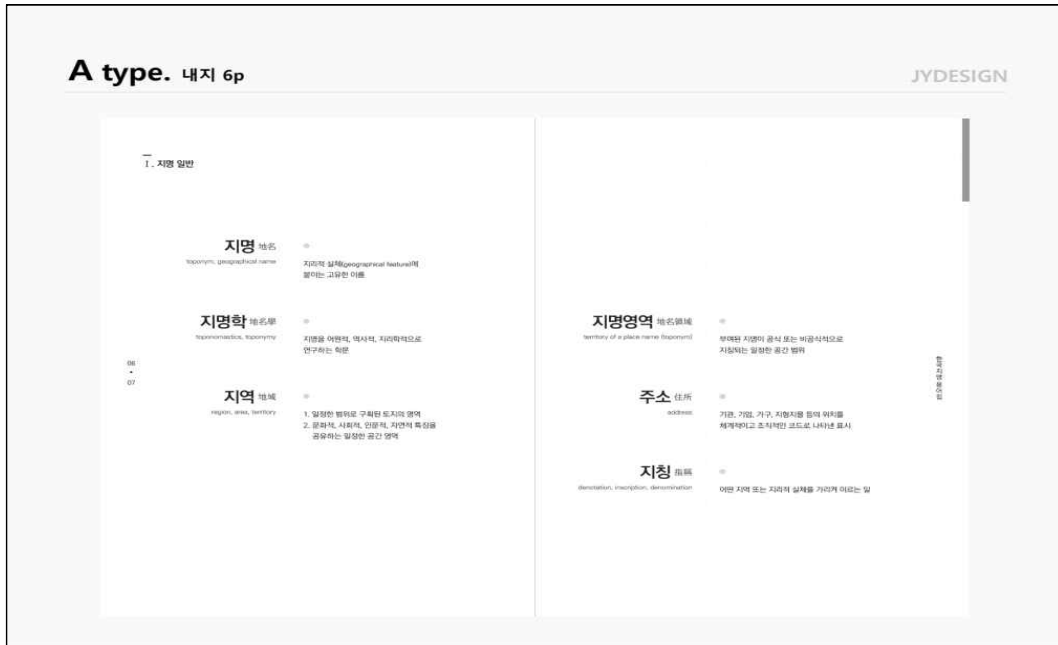 A type. 내지 6p
JYDESIGN
I. 지명 일반
지명 地名
toponym, geographical name
지리적 실체(geographical feature)에
붙이는 고유한 이름
지명학 地名學
toponomastics, toponymy
지명을 어원적, 역사적, 지리학적으로
연구하는 학문
06
•
07
지역 地域
region, area, territory
1. 일정한 범위로 구획된 토지의 영역
2. 문화적, 사회적, 인문적, 자연적 특징을
공유하는 일정한 공간 영역
지명영역 地名領域
territory of a place name (toponym)
부여된 지명이 공식 또는 비공식적으로
지칭되는 일정한 공간 범위
한국지명 용어집
주소 住所
address
기관, 기업, 가구, 지형지물 등의 위치를
체계적이고 조직적인 코드로 나타낸 표시
지칭 指稱
denotation, inscription, denomination
어떤 지역 또는 지리적 실체를 가리켜 이르는 일